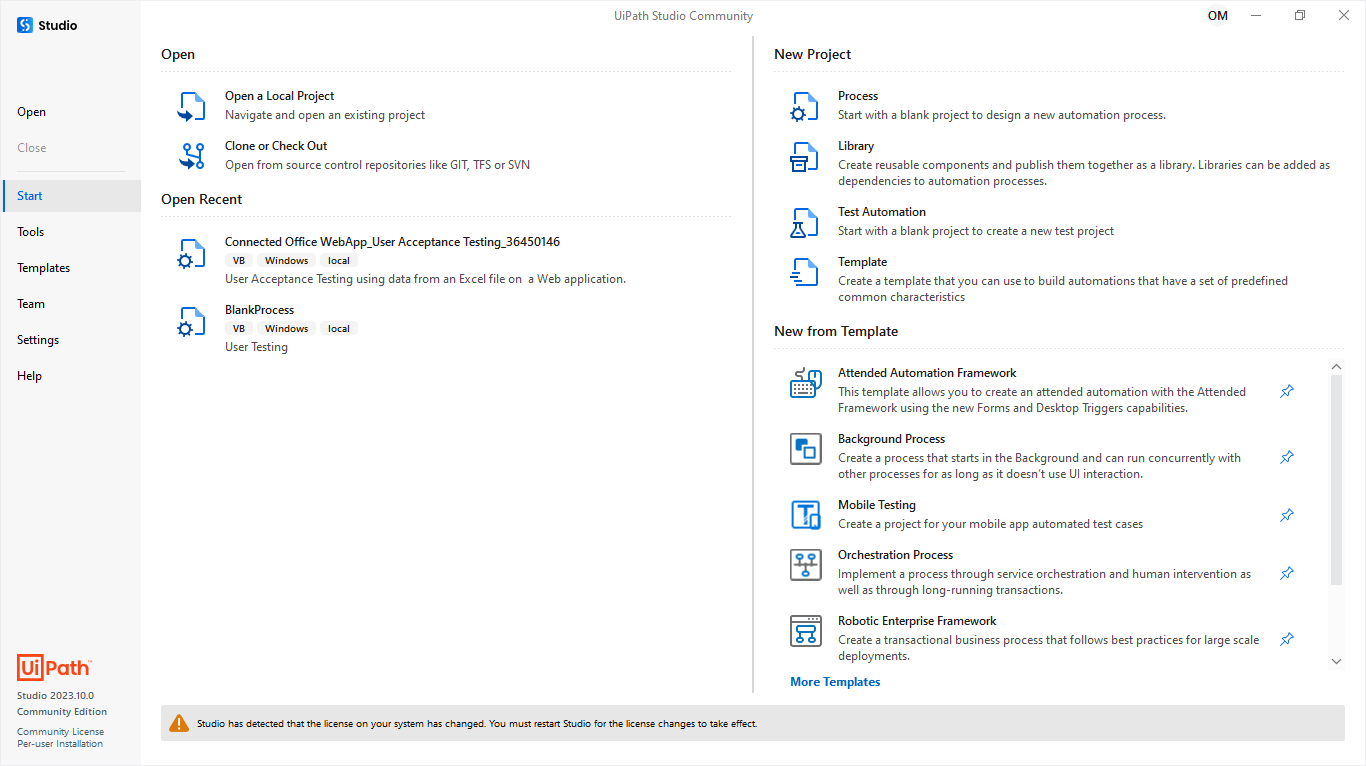 Studio
UiPath Studio Community
OM
Open
Close
Start
Tools
Templates
Team
Settings
Help
UiPath
Studio 2023.10.0
Community Edition
Community License
Per-user Installation
Open
Open a Local Project
Navigate and open an existing project
Clone or Check Out
Open from source control repositories like GIT, TFS or SVN
Open Recent
Connected Office WebApp_User Acceptance Testing_36450146
VB Windows local
User Acceptance Testing using data from an Excel file on  a Web application.
BlankProcess
VB Windows local
User Testing
New Project
Process
Start with a blank project to design a new automation process.
Library
Create reusable components and publish them together as a library. Libraries can be added as
dependencies to automation processes.
Test Automation
Start with a blank project to create a new test project
Template
Create a template that you can use to build automations that have a set of predefined
common characteristics
New from Template
Attended Automation Framework
This template allows you to create an attended automation with the Attended
Framework using the new Forms and Desktop Triggers capabilities.
Background Process
Create a process that starts in the Background and can run concurrently with
other processes for as long as it doesn't use UI interaction.
Mobile Testing
Create a project for your mobile app automated test cases
Orchestration Process
Implement a process through service orchestration and human intervention as
well as through long-running transactions.
Robotic Enterprise Framework
Create a transactional business process that follows best practices for large scale
deployments.
More Templates
Studio has detected that the license on your system has changed. You must restart Studio for the license changes to take effect.